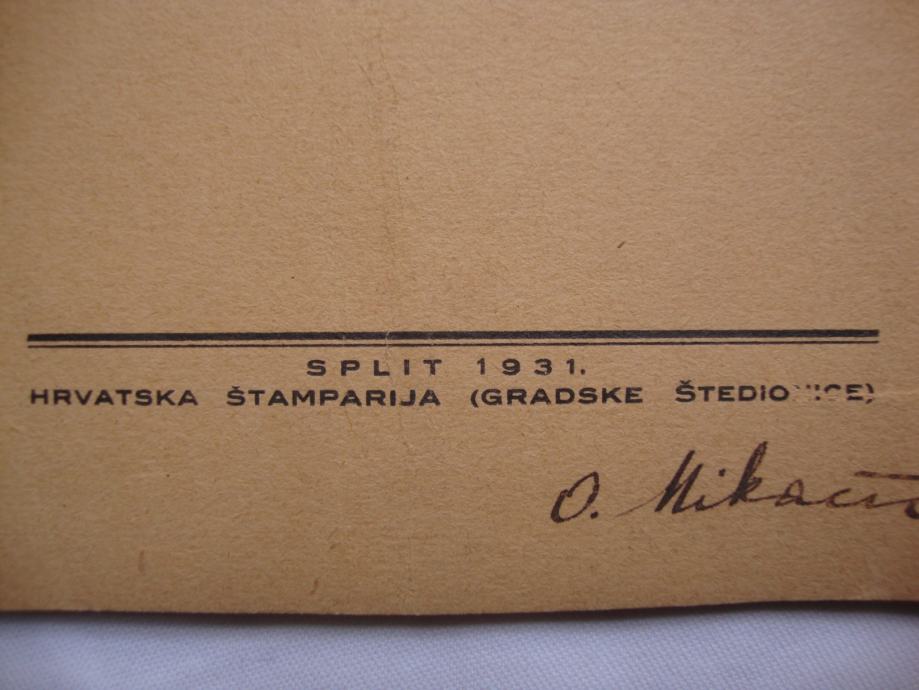 SPLIT 1931.
HRVATSKA ŠTAMPARIJA (GRADSKE ŠTEDIONICE)
O.